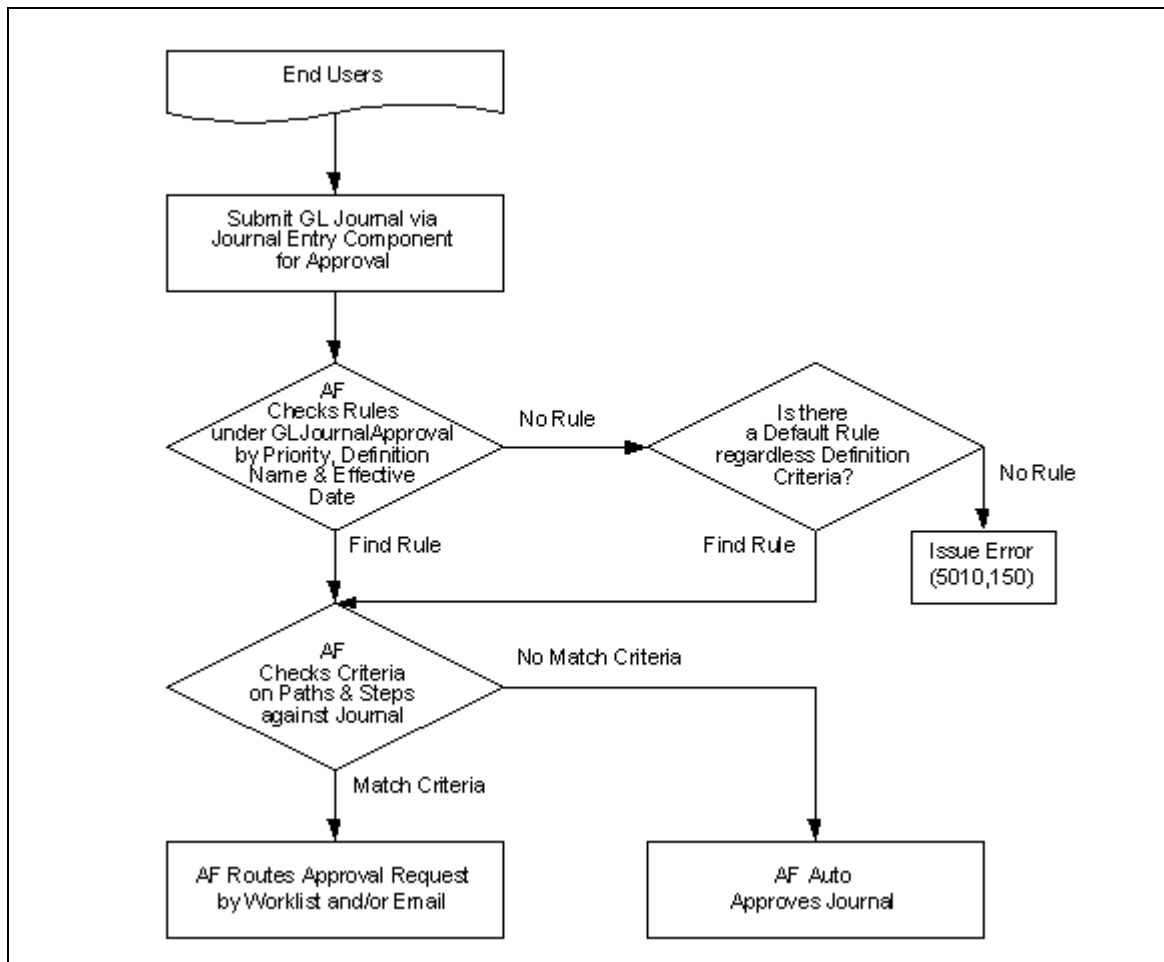 End Users
Submit GL Journal via
Journal Entry Component
for Approval
AF
Checks Rules
under GLJournalApproval
by Priority, Definition
Name & Effective
Date
No Rule
Is there
a Default Rule
regardless Definition
Criteria?
No Rule
Find Rule
Find Rule
Issue Error
(5010,150)
AF
Checks Criteria
on Paths & Steps
against Journal
No Match Criteria
Match Criteria
AF Routes Approval Request
by Worklist and/or Email
AF Auto
Approves Journal